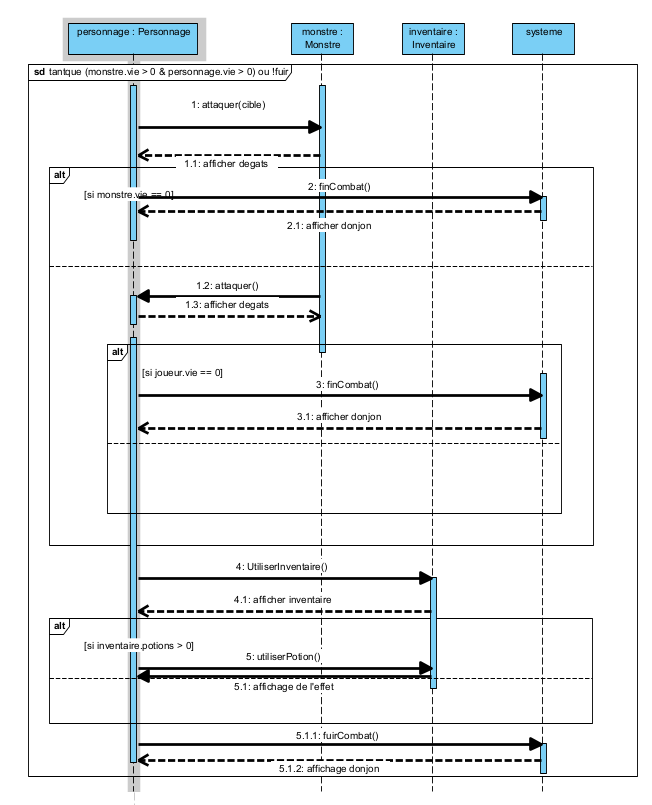 personnage : Personnage
monstre :
Monstre
inventaire :
Inventaire
systeme
sd tantque (monstre.vie > 0 & personnage.vie > 0) ou !fuir
1: attaquer(cible)
1.1: afficher degats
alt
[si monstre.vie == 0]
2: finCombat()
2.1: afficher donjon
1.2: attaquer()
1.3: afficher degats
alt
[si joueur.vie == 0]
3: finCombat()
3.1: afficher donjon
4: UtiliserInventaire()
4.1: afficher inventaire
alt
[si inventaire.potions > 0]
5: utiliserPotion()
5.1: affichage de l'effet
5.1.1: fuirCombat()
5.1.2: affichage donjon